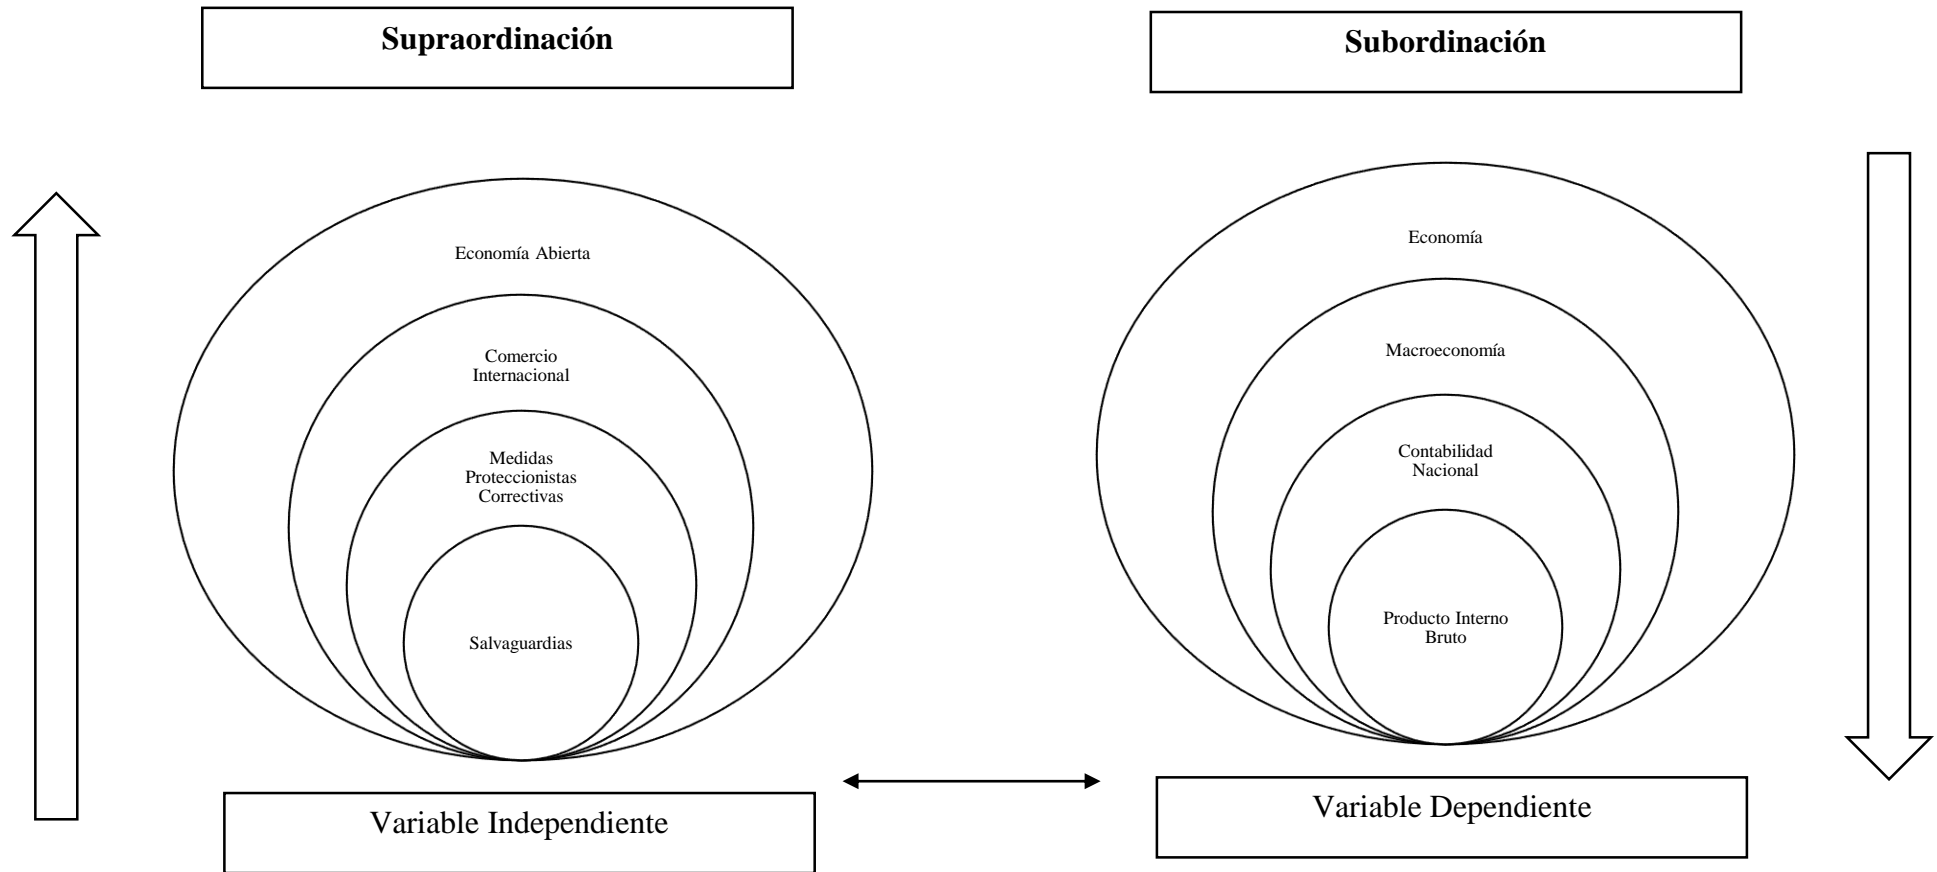 Supraordinación
Subordinación
Economía Abierta
Comercio
Internacional
Medidas
Proteccionistas
Correctivas
Salvaguardias
Economía
Macroeconomía
Contabilidad
Nacional
Producto Interno
Bruto
Variable Independiente
Variable Dependiente